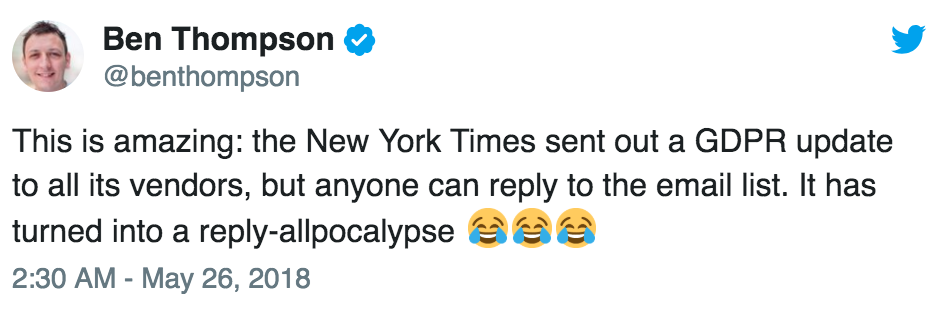 Ben Thompson
@benthompson
This is amazing: the New York Times sent out a GDPR update
to all its vendors, but anyone can reply to the email list. It has
turned into a reply-allpocalypse 😂😂😂
2:30 AM - May 26, 2018